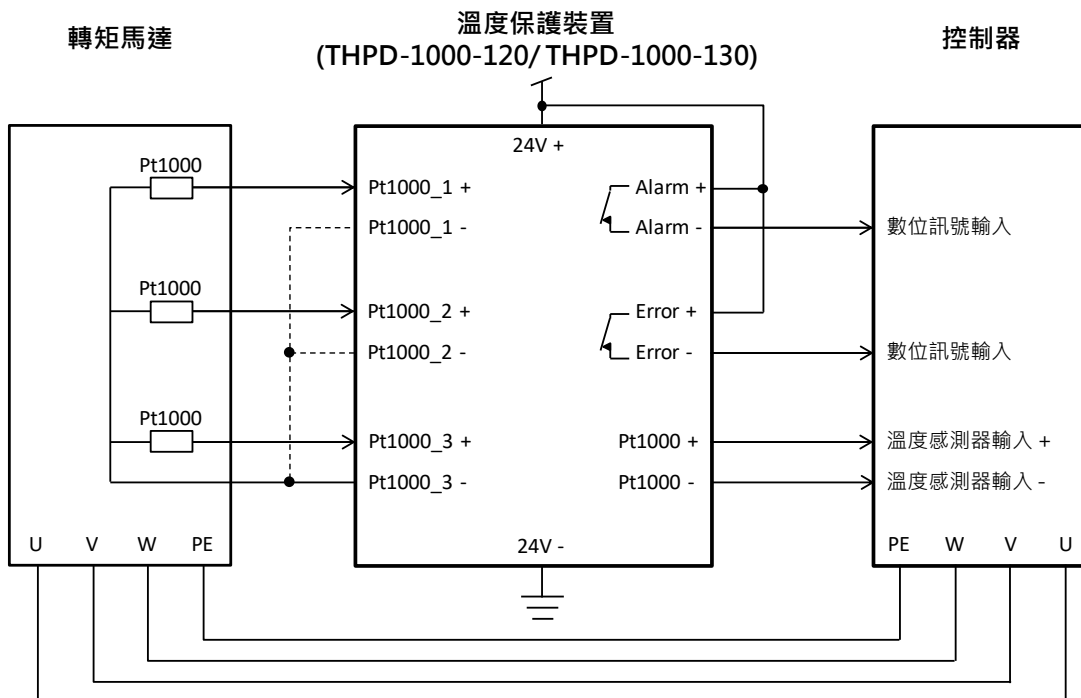 轉矩馬達
溫度保護裝置
(THPD-1000-120/ THPD-1000-130)
控制器
Pt1000
Pt1000
Pt1000
U V W PE
24V +
Pt1000_1 +
Pt1000_1 -
Pt1000_2 +
Pt1000_2 -
Pt1000_3 +
Pt1000_3 -
Alarm +
Alarm -
Error +
Error -
Pt1000 +
Pt1000 -
24V -
數位訊號輸入
數位訊號輸入
溫度感測器輸入 +
溫度感測器輸入 -
PE W V U